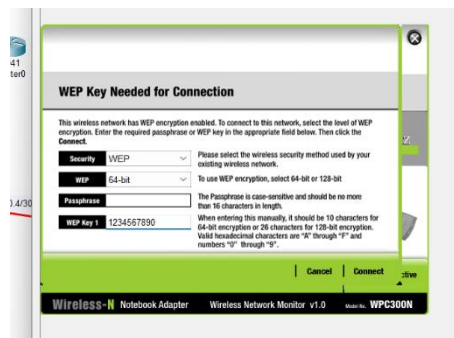 41
ter0
WEP Key Needed for Connection
This wireless network has WEP encryption enabled. To connect to this network, select the level of WEP
encryption. Enter the required passphrase or WEP key in the appropriate field below. Then click the
Connect.
Security WEP Please select the wireless security method used by your
existing wireless network.
WEP 64-bit To use WEP encryption, select 64-bit or 128-bit
Passphrase The Passphrase is case-sensitive and should be no more
than 16 characters in length.
WEP Key 1 1234567890 When entering this manually, it should be 10 characters for
64-bit encryption or 26 characters for 128-bit encryption.
Valid hexadecimal characters are "A" through "F" and
numbers "0" through "9".
0.4/30
Cancel Connect
ctive
Wireless-N Notebook Adapter Wireless Network Monitor v1.0 Model No. WPC300N